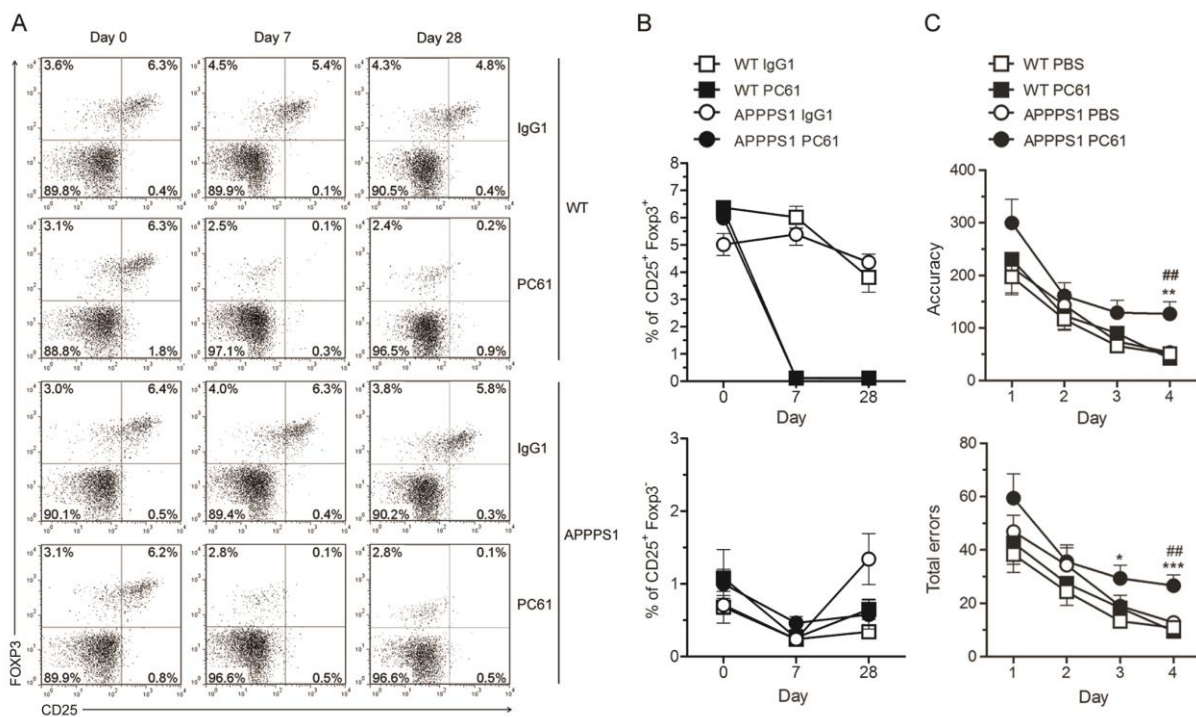 A
Day 0
Day 7
Day 28
10⁴
10³
10²
10¹
10⁰
3.6%
6.3%
89.8%
0.4%
4.5%
5.4%
89.9%
0.1%
4.3%
4.8%
90.5%
0.4%
IgG1
3.1%
6.3%
88.8%
1.8%
2.5%
0.1%
97.1%
0.3%
2.4%
0.2%
96.5%
0.9%
PC61
WT
3.0%
6.4%
90.1%
0.5%
4.0%
6.3%
89.4%
0.4%
3.8%
5.8%
90.2%
0.3%
IgG1
3.1%
6.2%
89.9%
0.8%
2.8%
0.1%
96.6%
0.5%
2.8%
0.1%
96.6%
0.5%
PC61
APPPS1
FOXP3
CD25
B
WT IgG1
WT PC61
APPPS1 IgG1
APPPS1 PC61
% of CD25⁺ Foxp3⁺
8
7
6
5
4
3
2
1
0
0 7 28
Day
% of CD25⁺ Foxp3⁻
3
2
1
0
0 7 28
Day
C
WT PBS
WT PC61
APPPS1 PBS
APPPS1 PC61
Accuracy
400
300
200
100
0
##
**
1 2 3 4
Day
Total errors
80
60
40
20
0
*
##
***
1 2 3 4
Day